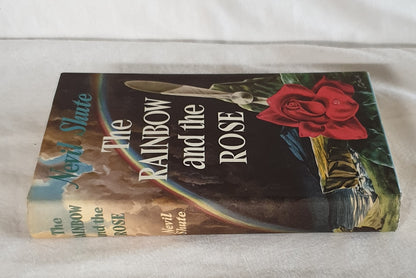 Nevil Shute
The
RAINBOW
and the
ROSE
The
RAINBOW
and the
ROSE
Nevil
Shute